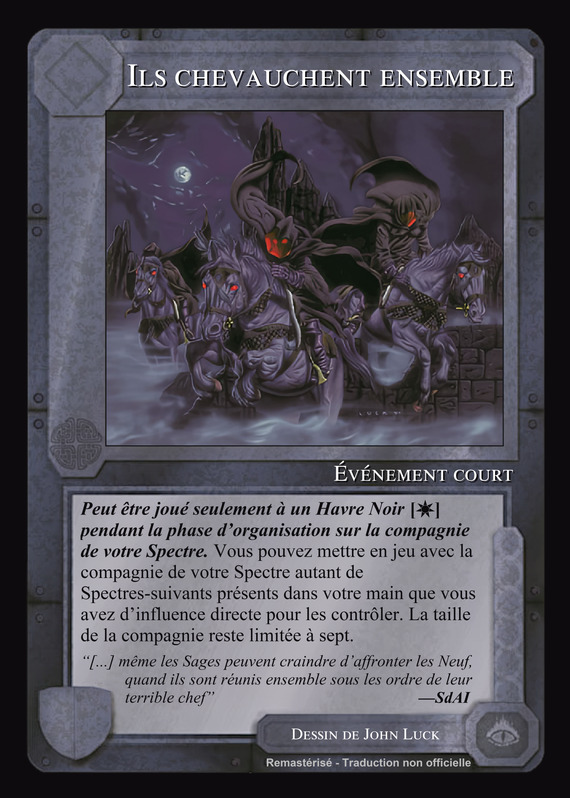 Ils chevauchent ensemble
LUCK
Événement court
Peut être joué seulement à un Havre Noir [☀]
pendant la phase d’organisation sur la compagnie
de votre Spectre. Vous pouvez mettre en jeu avec la
compagnie de votre Spectre autant de
Spectres-suivants présents dans votre main que vous
avez d’influence directe pour les contrôler. La taille
de la compagnie reste limitée à sept.
“[...] même les Sages peuvent craindre d’affronter les Neuf,
quand ils sont réunis ensemble sous les ordre de leur
terrible chef” —SdAI
Dessin de John Luck
Remastérisé - Traduction non officielle